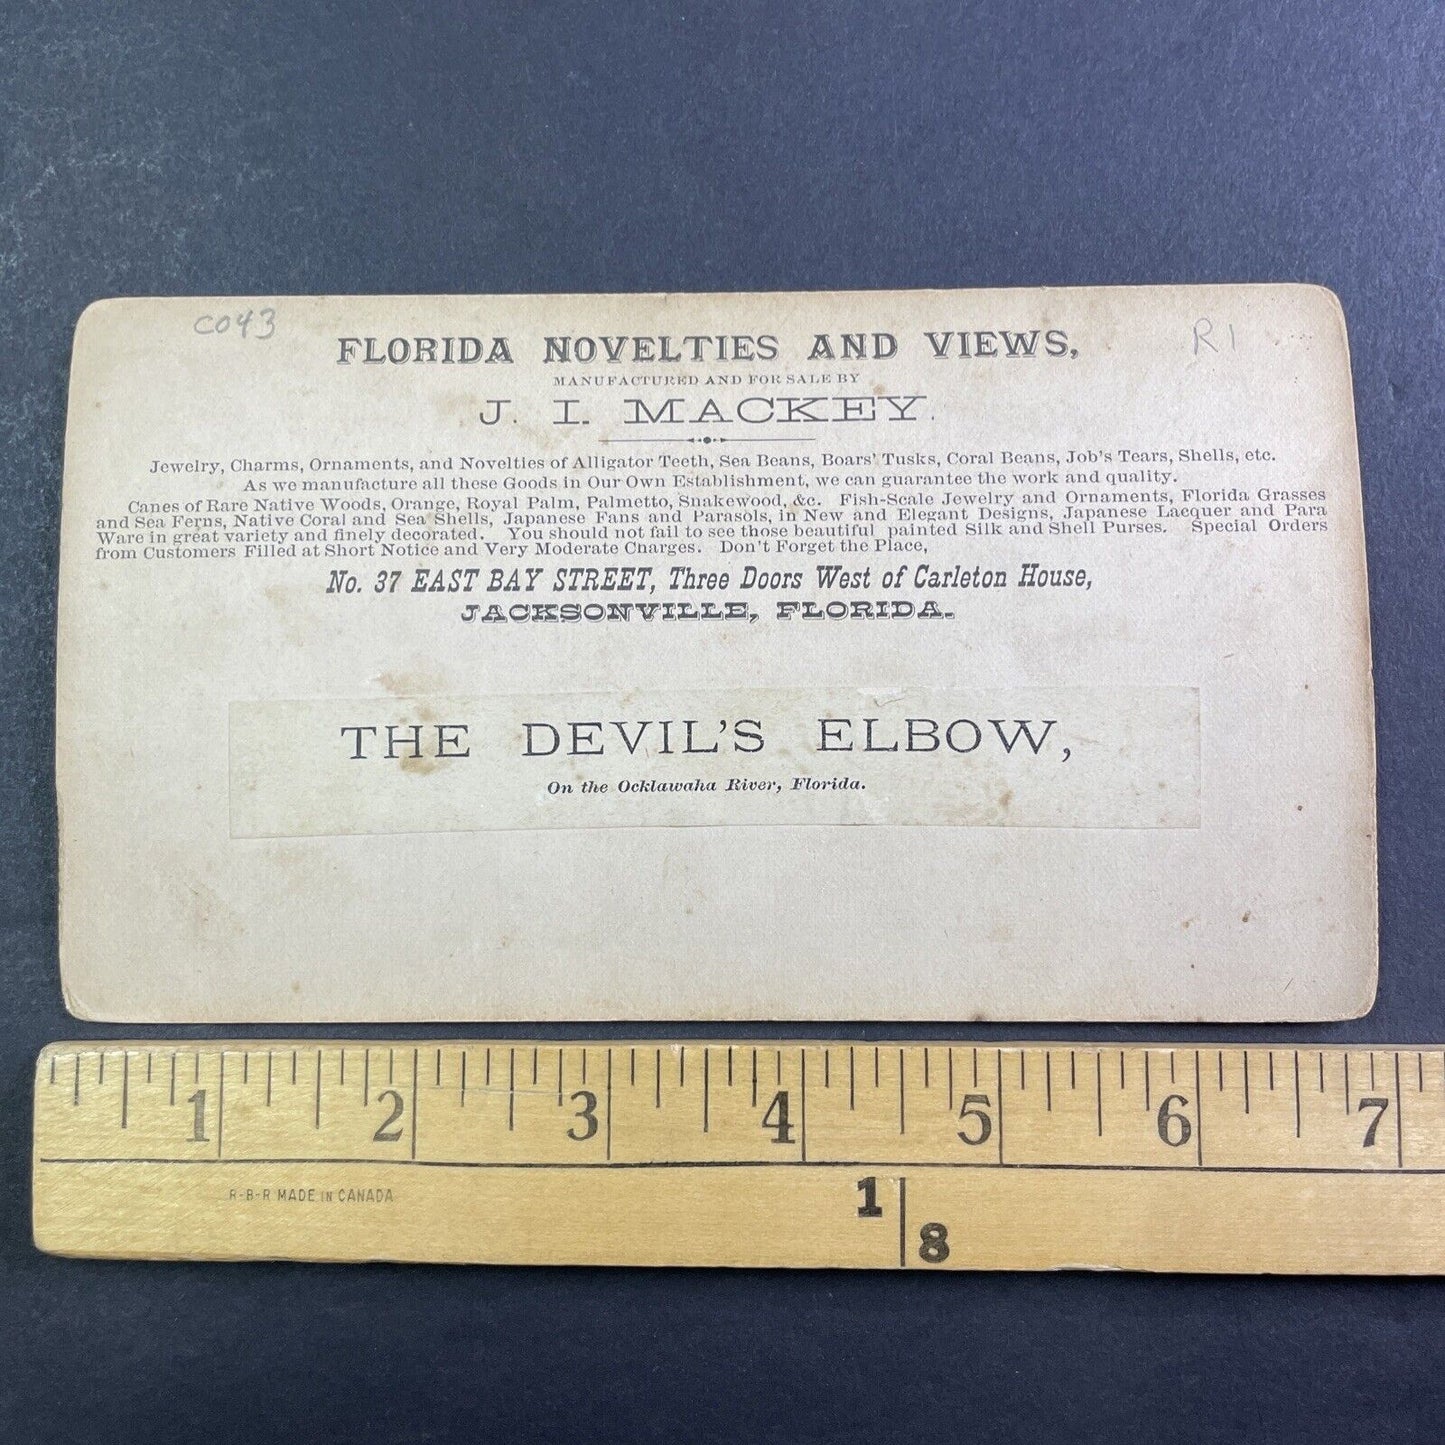 CO43
R1
FLORIDA NOVELTIES AND VIEWS,
MANUFACTURED AND FOR SALE BY
J. I. MACKEY.
Jewelry, Charms, Ornaments, and Novelties of Alligator Teeth, Sea Beans, Boars' Tusks, Coral Beans, Job's Tears, Shells, etc.
As we manufacture all these Goods in Our Own Establishment, we can guarantee the work and quality.
Canes of Rare Native Woods, Orange, Royal Palm, Palmetto, Snakewood, &c. Fish-Scale Jewelry and Ornaments, Florida Grasses
and Sea Ferns, Native Coral and Sea Shells, Japanese Fans and Parasols, in New and Elegant Designs, Japanese Lacquer and Para
Ware in great variety and finely decorated. You should not fail to see those beautiful painted Silk and Shell Purses. Special Orders
from Customers Filled at Short Notice and Very Moderate Charges. Don't Forget the Place,
No. 37 EAST BAY STREET, Three Doors West of Carleton House,
JACKSONVILLE, FLORIDA.
THE DEVIL'S ELBOW,
On the Ocklawaha River, Florida.
1 2 3 4 5 6 7
R-B-R MADE IN CANADA
1
8